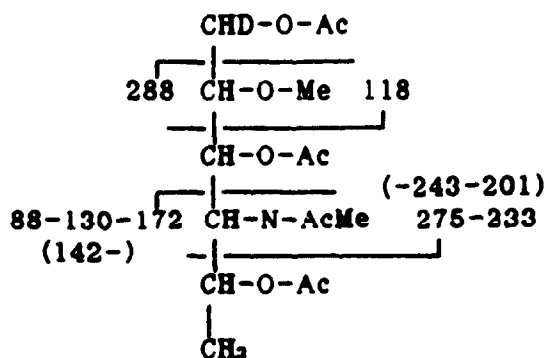 CHD-O-Ac
288 CH-O-Me 118
CH-O-Ac
(-243-201)
88-130-172 CH-N-AcMe 275-233
(142-)
CH-O-Ac
CH₃